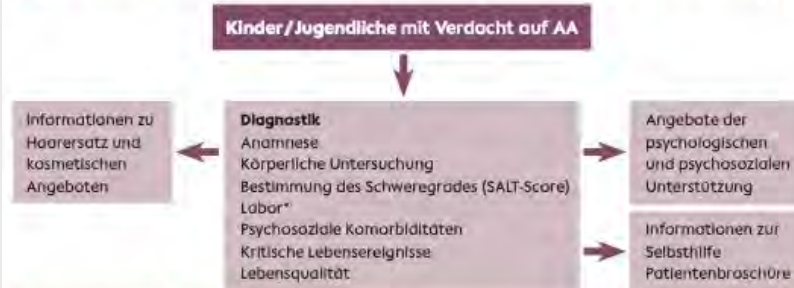 Kinder/Jugendliche mit Verdacht auf AA
Informationen zu
Haarersatz und
kosmetischen
Angeboten
Diagnostik
Anamnese
Körperliche Untersuchung
Bestimmung des Schweregrades (SALT-Score)
Labor*
Psychosoziale Komorbiditäten
Kritische Lebensereignisse
Lebensqualität
Angebote der
psychologischen
und psychosozialen
Unterstützung
Informationen zur
Selbsthilfe
Patientenbroschüre